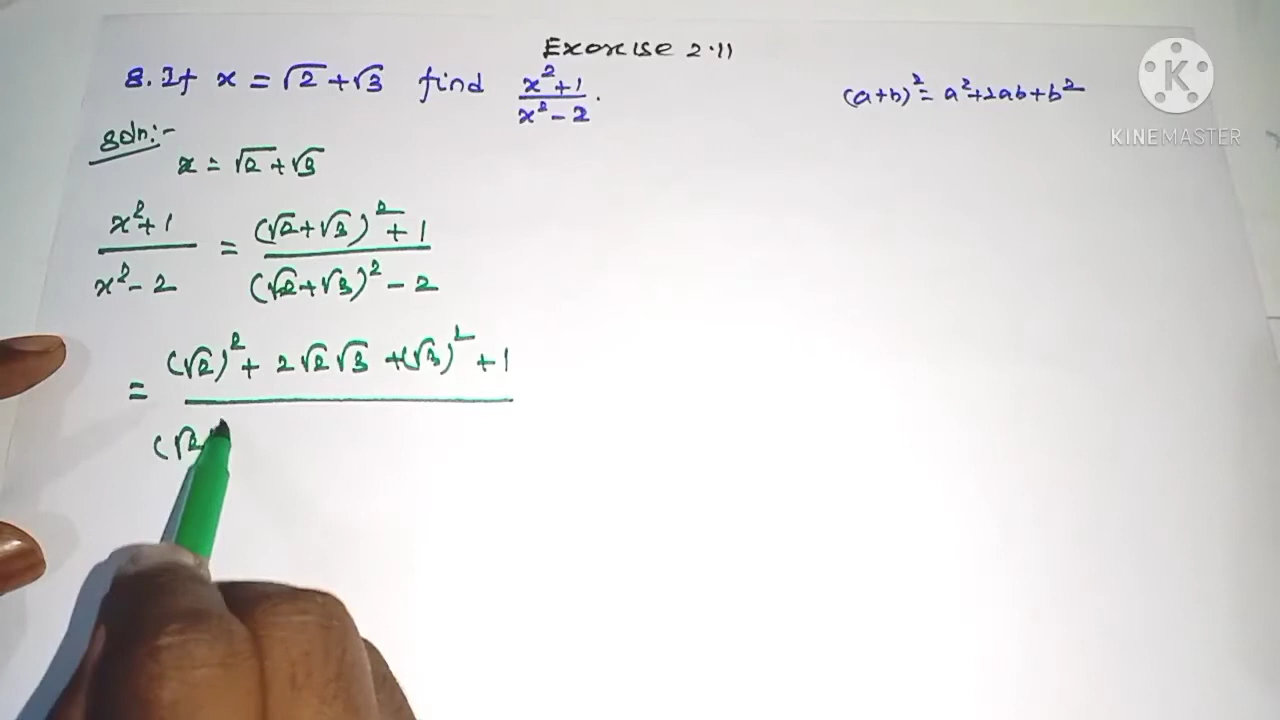 Exercise 2.11
8. If x = √2 + √3 find (x² + 1)/(x² - 2).
(a+b)² = a² + 2ab + b²
K
KINEMASTER
Soln:-
x = √2 + √3
(x² + 1)/(x² - 2) = ((√2 + √3)² + 1)/((√2 + √3)² - 2)
= (√2)² + 2√2√3 + (√3)² + 1
(√2